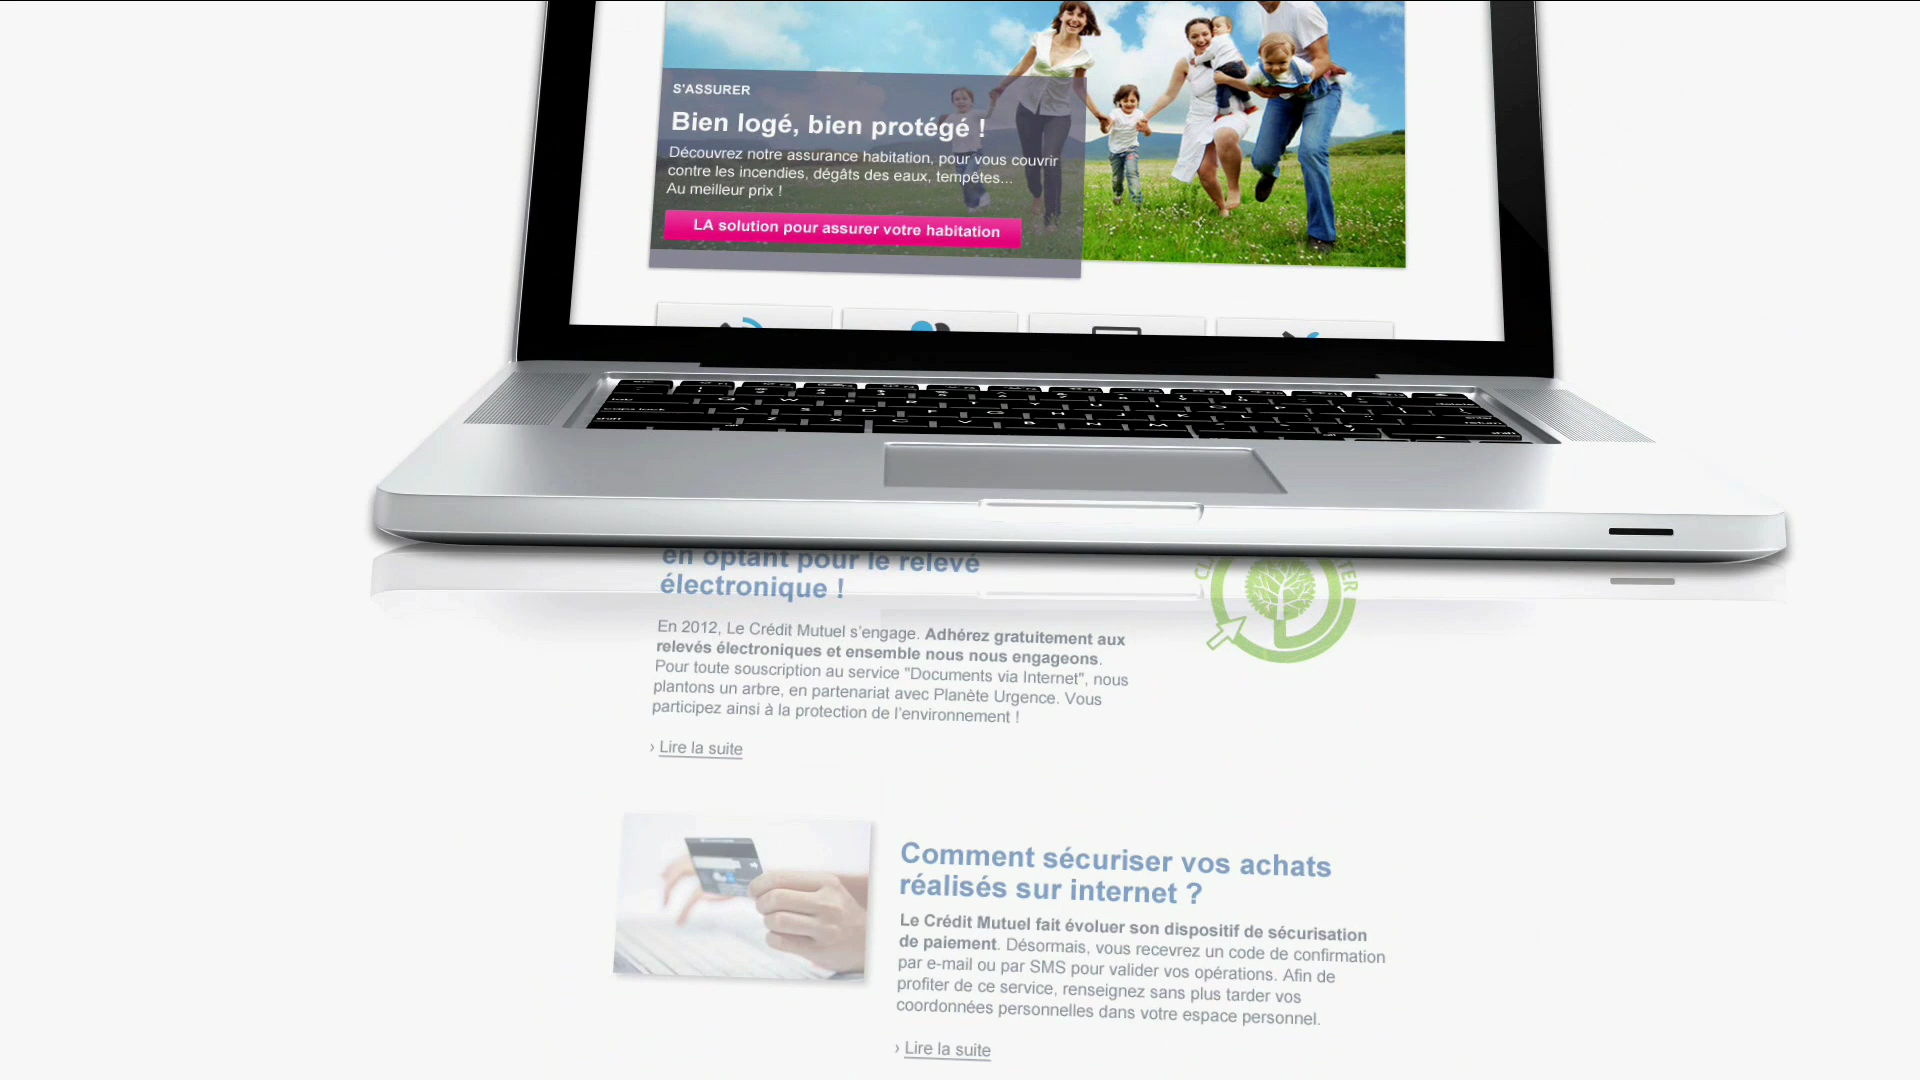 S'ASSURER
Bien logé, bien protégé !
Découvrez notre assurance habitation, pour vous couvrir
contre les incendies, dégâts des eaux, tempêtes...
Au meilleur prix !
LA solution pour assurer votre habitation
en optant pour le relevé
électronique !
En 2012, Le Crédit Mutuel s’engage. Adhérez gratuitement aux
relevés électroniques et ensemble nous nous engageons.
Pour toute souscription au service "Documents via Internet", nous
plantons un arbre, en partenariat avec Planète Urgence. Vous
participez ainsi à la protection de l’environnement !
› Lire la suite
Comment sécuriser vos achats
réalisés sur internet ?
Le Crédit Mutuel fait évoluer son dispositif de sécurisation
de paiement. Désormais, vous recevrez un code de confirmation
par e-mail ou par SMS pour valider vos opérations. Afin de
profiter de ce service, renseignez sans plus tarder vos
coordonnées personnelles dans votre espace personnel.
› Lire la suite